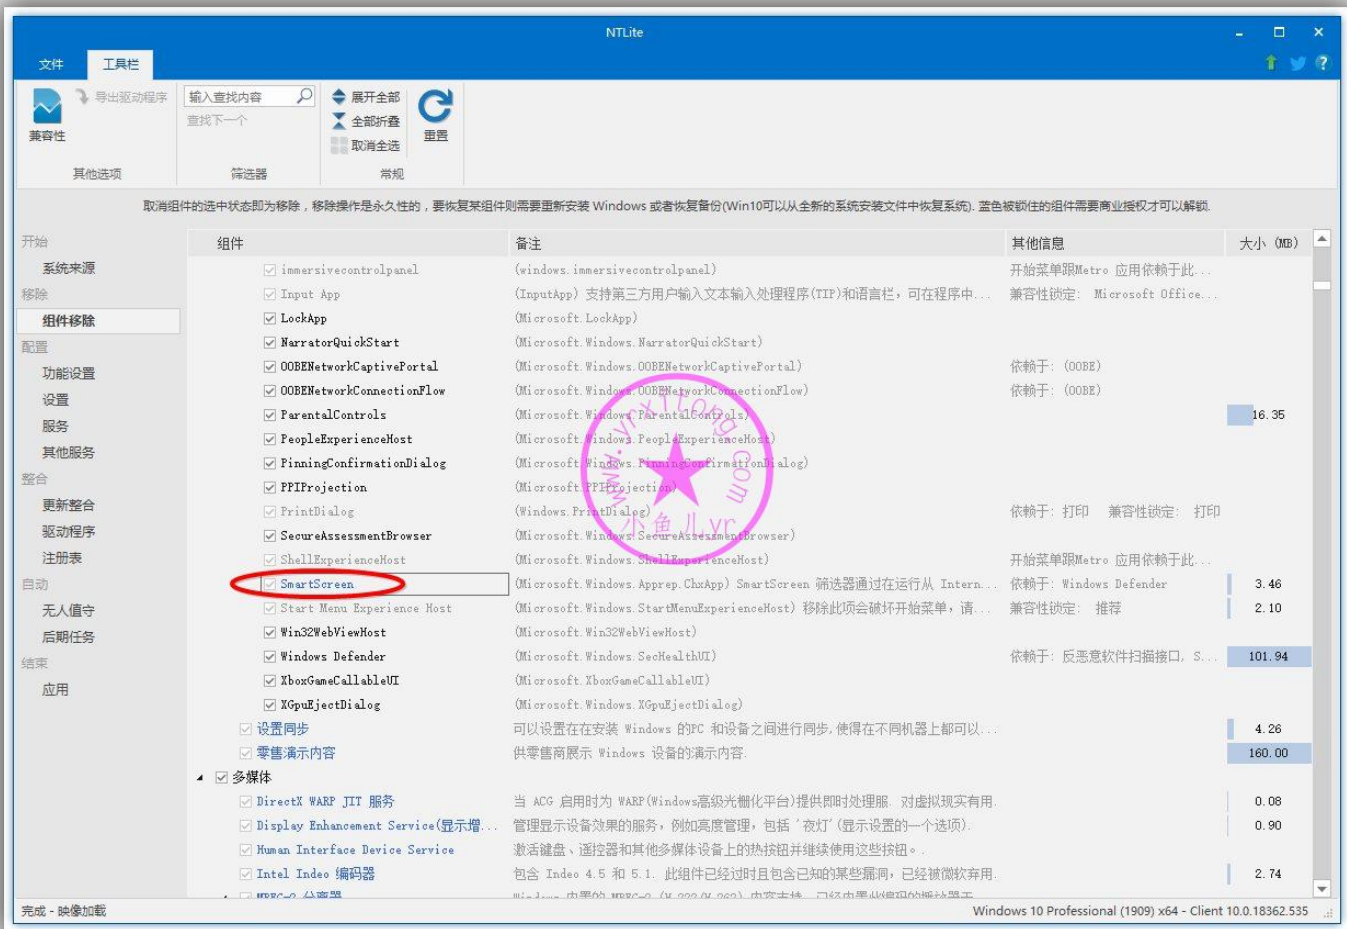 NTLite
文件 工具栏
兼容性
导出驱动程序
其他选项
输入查找内容
查找下一个
筛选器
展开全部
全部折叠
取消全选
重置
常规
取消组件的选中状态即为移除，移除操作是永久性的，要恢复某组件则需要重新安装 Windows 或者恢复备份(Win10可以从全新的系统安装文件中恢复系统). 蓝色被锁住的组件需要商业授权才可以解锁.
开始
系统来源
移除
组件移除
配置
功能设置
设置
服务
其他服务
整合
更新整合
驱动程序
注册表
自动
无人值守
后期任务
结束
应用
组件 备注 其他信息 大小 (MB)
immersivecontrolpanel (windows.immersivecontrolpanel) 开始菜单跟Metro 应用依赖于此...
Input App (InputApp) 支持第三方用户输入文本输入处理程序(TIP)和语言栏，可在程序中... 兼容性锁定: Microsoft Office...
LockApp (Microsoft.LockApp)
NarratorQuickStart (Microsoft.Windows.NarratorQuickStart)
OOBENetworkCaptivePortal (Microsoft.Windows.OOBENetworkCaptivePortal) 依赖于: (OOBE)
OOBENetworkConnectionFlow (Microsoft.Windows.OOBENetworkConnectionFlow) 依赖于: (OOBE)
ParentalControls (Microsoft.Windows.ParentalControls) 16.35
PeopleExperienceHost (Microsoft.Windows.PeopleExperienceHost)
PinningConfirmationDialog (Microsoft.Windows.PinningConfirmationDialog)
PPIProjection (Microsoft.PPIProjection)
PrintDialog (Windows.PrintDialog) 依赖于: 打印 兼容性锁定: 打印
SecureAssessmentBrowser (Microsoft.Windows.SecureAssessmentBrowser)
ShellExperienceHost (Microsoft.Windows.ShellExperienceHost) 开始菜单跟Metro 应用依赖于此...
SmartScreen (Microsoft.Windows.Apprep.ChxApp) SmartScreen 筛选器通过在运行从 Intern... 依赖于: Windows Defender 3.46
Start Menu Experience Host (Microsoft.Windows.StartMenuExperienceHost) 移除此项会破坏开始菜单，请... 兼容性锁定: 推荐 2.10
Win32WebViewHost (Microsoft.Win32WebViewHost)
Windows Defender (Microsoft.Windows.SecHealthUI) 依赖于: 反恶意软件扫描接口, S... 101.94
XboxGameCallableUI (Microsoft.XboxGameCallableUI)
XGpuEjectDialog (Microsoft.Windows.XGpuEjectDialog)
设置同步 可以设置在在安装 Windows 的PC 和设备之间进行同步,使得在不同机器上都可以... 4.26
零售演示内容 供零售商展示 Windows 设备的演示内容. 160.00
多媒体
DirectX WARP JIT 服务 当 ACG 启用时为 WARP(Windows高级光栅化平台)提供即时处理服. 对虚拟现实有用. 0.08
Display Enhancement Service(显示增... 管理显示设备效果的服务，例如亮度管理，包括 '夜灯'(显示设置的一个选项). 0.90
Human Interface Device Service 激活键盘、遥控器和其他多媒体设备上的热按钮并继续使用这些按钮。.
Intel Indeo 编码器 包含 Indeo 4.5 和 5.1. 此组件已经过时且包含已知的某些漏洞，已经被微软弃用. 2.74
www.yrxitong.com
小鱼儿yr
完成 - 映像加载
Windows 10 Professional (1909) x64 - Client 10.0.18362.535